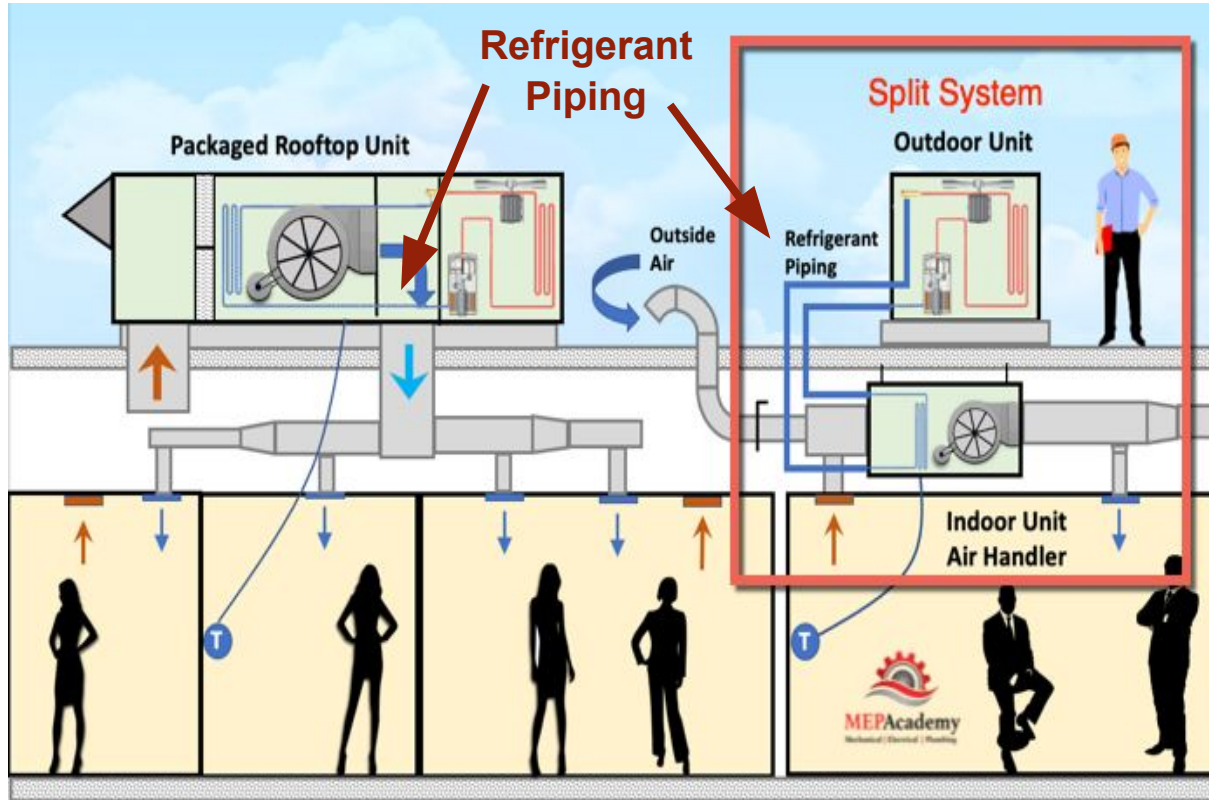 Refrigerant
Piping
Split System
Packaged Rooftop Unit
Outdoor Unit
Outside
Air
Refrigerant
Piping
Indoor Unit
Air Handler
T
T
MEPAcademy
Mechanical | Electrical | Plumbing